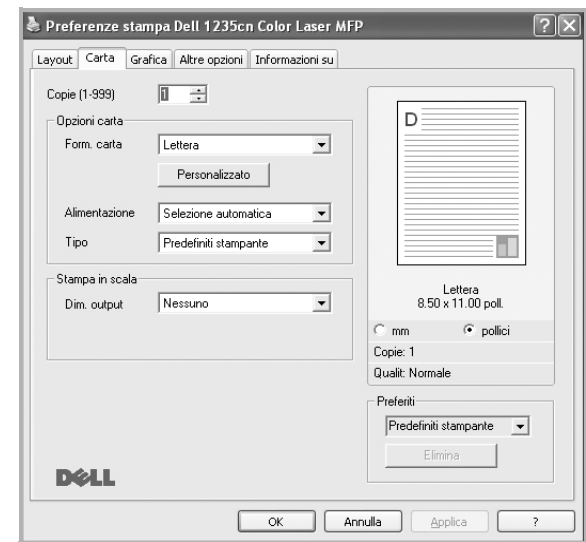 Preferenze stampa Dell 1235cn Color Laser MFP
Layout Carta Grafica Altre opzioni Informazioni su
Copie (1-999) 1
Opzioni carta
Form. carta Lettera
Personalizzato
Alimentazione Selezione automatica
Tipo Predefiniti stampante
Stampa in scala
Dim. output Nessuno
D
Lettera
8.50 x 11.00 poll.
mm pollici
Copie: 1
Qualit: Normale
Preferiti
Predefiniti stampante
Elimina
DELL
OK Annulla Applica ?